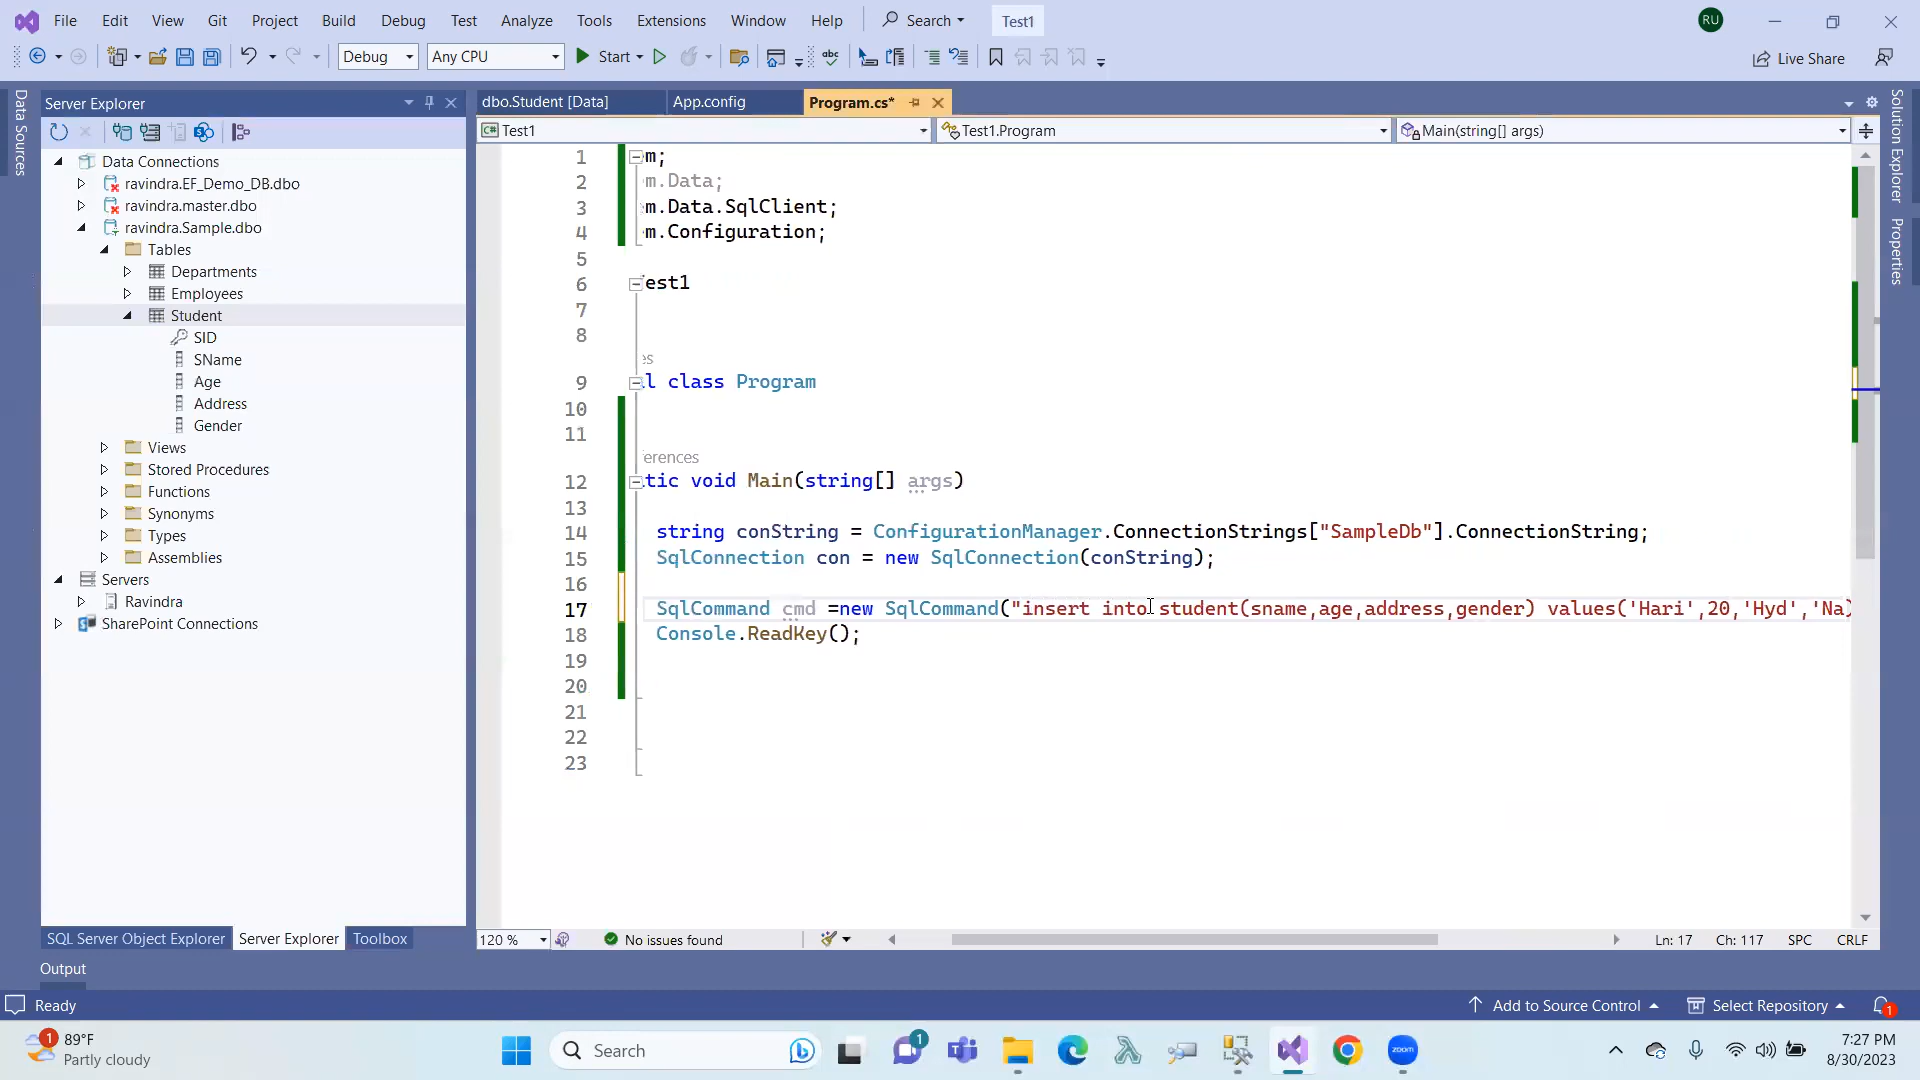 File Edit View Git Project Build Debug Test Analyze Tools Extensions Window Help Search Test1 RU
Debug Any CPU Start abc Live Share
Data Sources
Server Explorer
Data Connections
ravindra.EF_Demo_DB.dbo
ravindra.master.dbo
ravindra.Sample.dbo
Tables
Departments
Employees
Student
SID
SName
Age
Address
Gender
Views
Stored Procedures
Functions
Synonyms
Types
Assemblies
Servers
Ravindra
SharePoint Connections
SQL Server Object Explorer Server Explorer Toolbox
dbo.Student [Data] App.config Program.cs*
C# Test1 Test1.Program Main(string[] args)
1 m;
2 m.Data;
3 m.Data.SqlClient;
4 m.Configuration;
5
6 est1
7
8
es
9 l class Program
10
11
ferences
12 tic void Main(string[] args)
13
14 string conString = ConfigurationManager.ConnectionStrings["SampleDb"].ConnectionString;
15 SqlConnection con = new SqlConnection(conString);
16
17 SqlCommand cmd =new SqlCommand("insert into student(sname,age,address,gender) values('Hari',20,'Hyd','Na)
18 Console.ReadKey();
19
20
21
22
23
120 % No issues found Ln: 17 Ch: 117 SPC CRLF
Solution Explorer
Properties
Output
Ready Add to Source Control Select Repository 1
1 89°F
Partly cloudy
Search
1
zoom
7:27 PM
8/30/2023